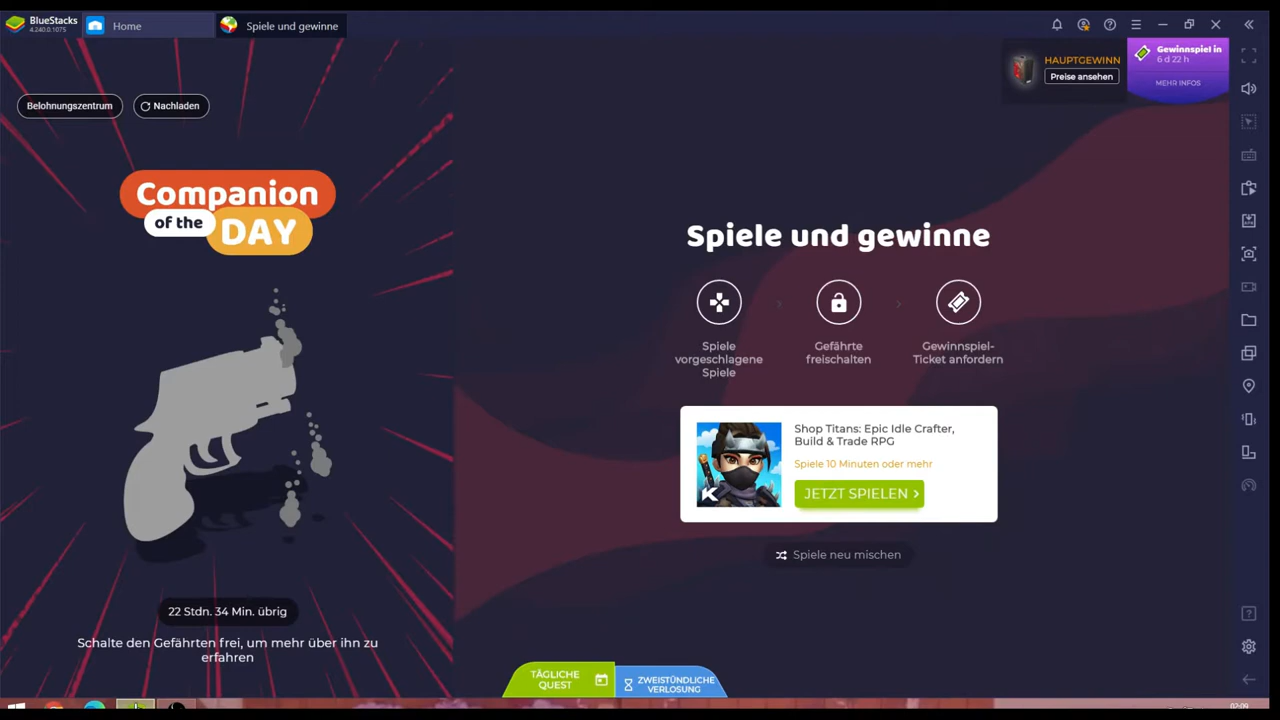 BlueStacks
4.240.0.1075
Home
Spiele und gewinne
HAUPTGEWINN
Preise ansehen
Gewinnspiel in
6 d 22 h
MEHR INFOS
Belohnungszentrum
Nachladen
Companion
of the
DAY
22 Stdn. 34 Min. übrig
Schalte den Gefährten frei, um mehr über ihn zu
erfahren
Spiele und gewinne
Spiele
vorgeschlagene
Spiele
Gefährte
freischalten
Gewinnspiel-
Ticket anfordern
Shop Titans: Epic Idle Crafter,
Build & Trade RPG
Spiele 10 Minuten oder mehr
JETZT SPIELEN
Spiele neu mischen
TÄGLICHE
QUEST
ZWEISTÜNDLICHE
VERLOSUNG
02:09